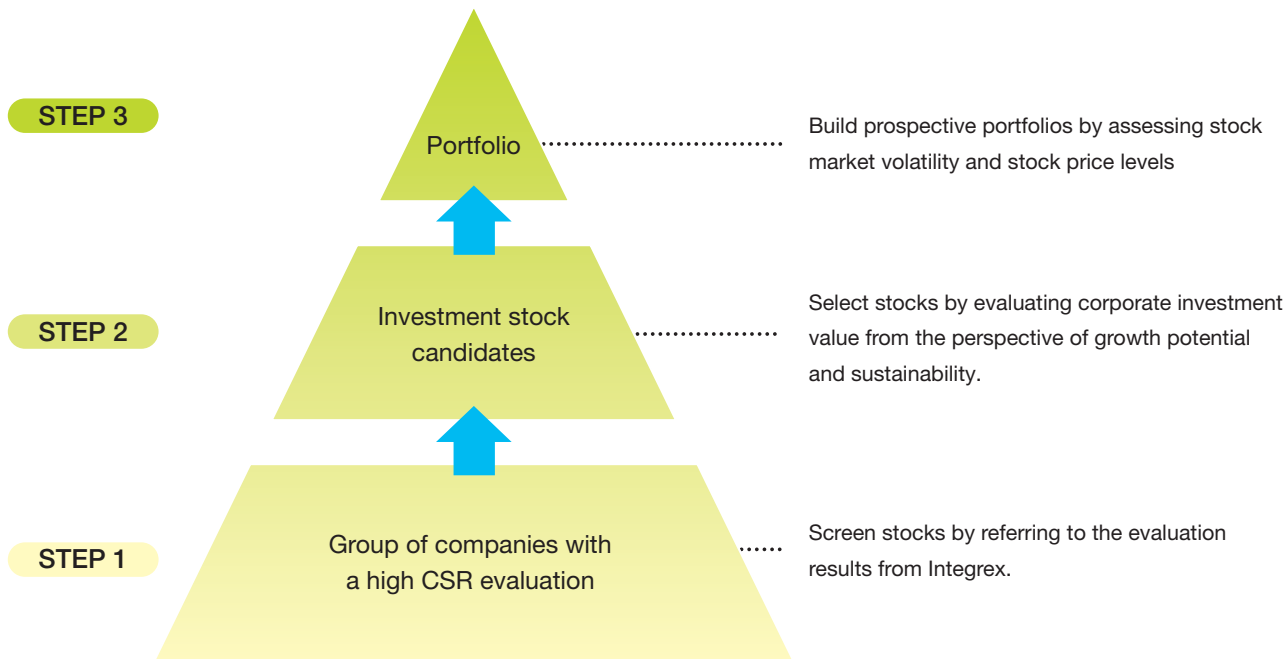 STEP 3
Portfolio
Build prospective portfolios by assessing stock
market volatility and stock price levels
STEP 2
Investment stock
candidates
Select stocks by evaluating corporate investment
value from the perspective of growth potential
and sustainability.
STEP 1
Group of companies with
a high CSR evaluation
Screen stocks by referring to the evaluation
results from Integrex.